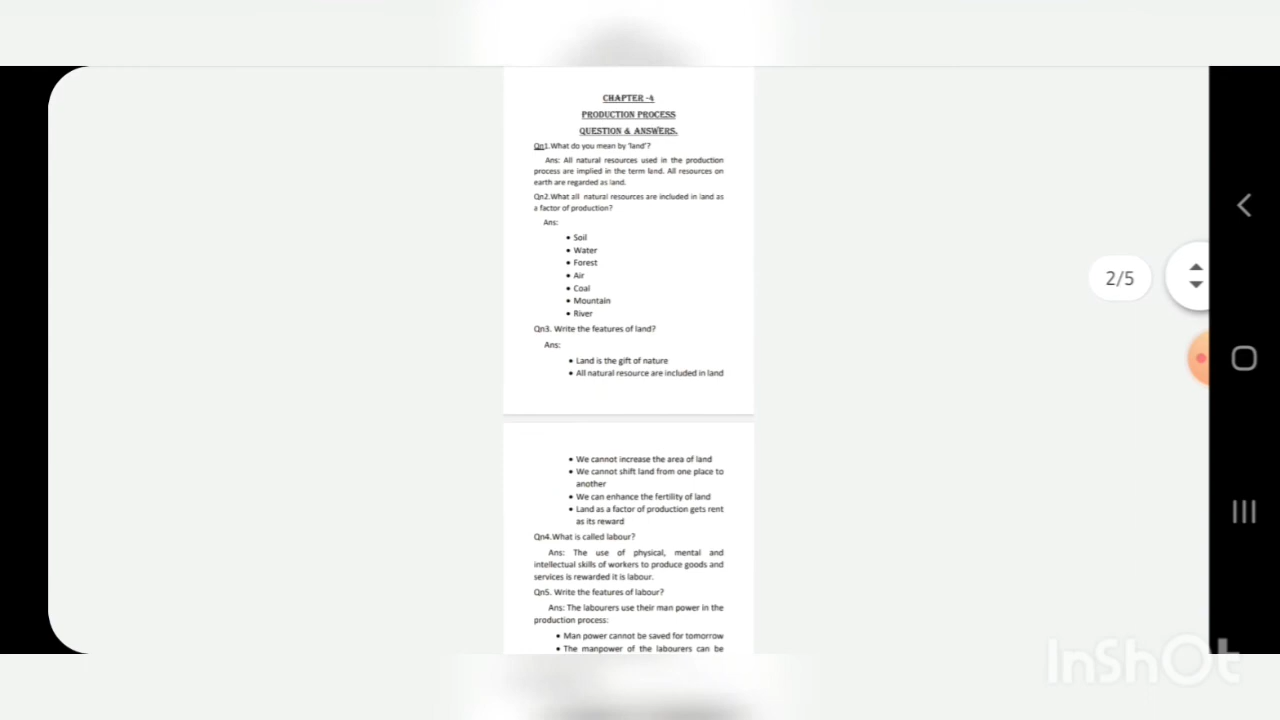 CHAPTER -4
PRODUCTION PROCESS
QUESTION & ANSWERS.
Qn1.What do you mean by 'land'?
Ans: All natural resources used in the production
process are implied in the term land. All resources on
earth are regarded as land.
Qn2.What all natural resources are included in land as
a factor of production?
Ans:
• Soil
• Water
• Forest
• Air
• Coal
• Mountain
• River
Qn3. Write the features of land?
Ans:
• Land is the gift of nature
• All natural resource are included in land
2/5
• We cannot increase the area of land
• We cannot shift land from one place to
another
• We can enhance the fertility of land
• Land as a factor of production gets rent
as its reward
Qn4.What is called labour?
Ans: The use of physical, mental and
intellectual skills of workers to produce goods and
services is rewarded it is labour.
Qn5. Write the features of labour?
Ans: The labourers use their man power in the
production process:
• Man power cannot be saved for tomorrow
• The manpower of the labourers can be
InShOt